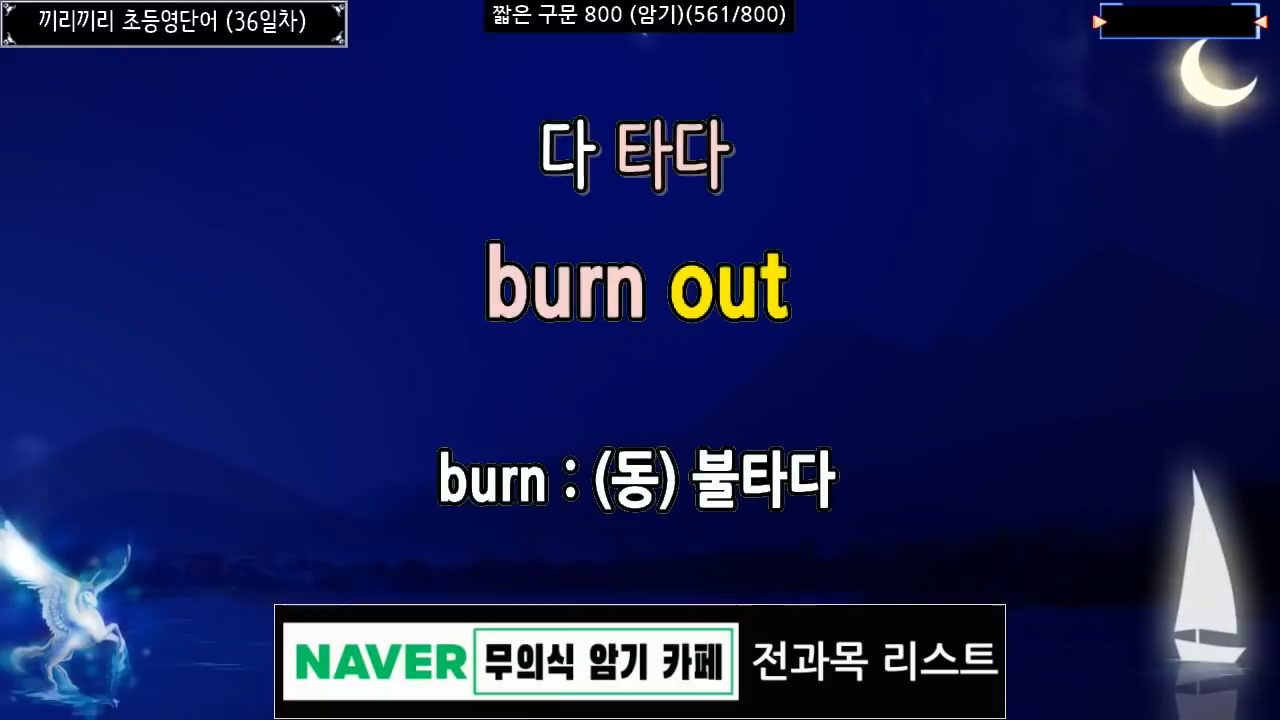 끼리끼리 초등영단어 (36일차)
짧은 구문 800 (암기)(561/800)
다 타다
burn out
burn : (동) 불타다
NAVER 무의식 암기 카페 전과목 리스트